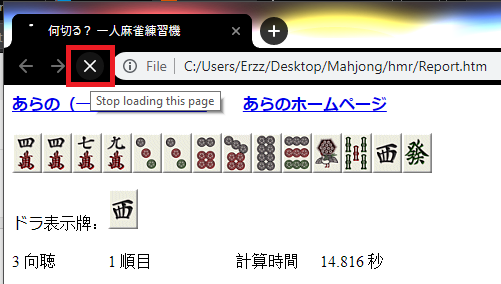 何切る? 一人麻雀練習機
File C:/Users/Erzz/Desktop/Mahjong/hmr/Report.htm
あらの(一 あらのホームページ
Stop loading this page
四萬 四萬 七萬 九萬 西 發
ドラ表示牌: 西
3 向聴 1 順目 計算時間 14.816 秒